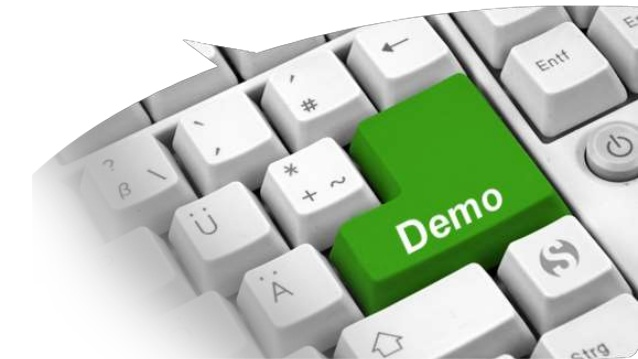 Entf
' #
` ´
* + ~
? ß \
Ü
Ä
Demo
Strg